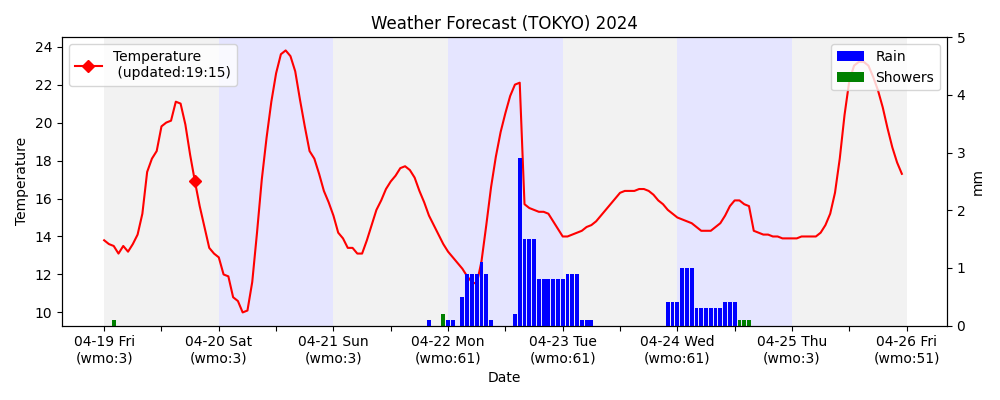 Weather Forecast (TOKYO) 2024
Temperature
(updated:19:15)
Rain
Showers
Temperature
24
22
20
18
16
14
12
10
5
4
3
2
1
0
mm
04-19 Fri
(wmo:3)
04-20 Sat
(wmo:3)
04-21 Sun
(wmo:3)
04-22 Mon
(wmo:61)
04-23 Tue
(wmo:61)
04-24 Wed
(wmo:61)
04-25 Thu
(wmo:3)
04-26 Fri
(wmo:51)
Date